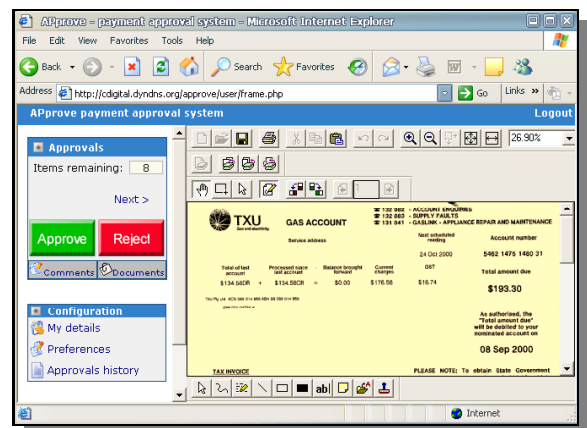 APprove - payment approval system - Microsoft Internet Explorer
File Edit View Favorites Tools Help
Back Search Favorites
Address http://cdigital.dyndns.org/approve/user/frame.php Go Links »
APprove payment approval system Logout
Approvals
Items remaining: 8
Next >
Approve Reject
Comments Documents
Configuration
My details
Preferences
Approvals history
26.90%
1
TXU
GAS ACCOUNT
132 082 - ACCOUNT ENQUIRIES
132 083 - SUPPLY FAULTS
131 041 - GASLINK - APPLIANCE REPAIR AND MAINTENANCE
Service address
Next scheduled reading
Account number
24 Oct 2000
5462 1475 1480 31
Total of last account
Processed since last account
Balance brought forward
Current charges
GST
Total amount due
$134.58CR + $134.58CR = $0.00 $176.56 $16.74
$193.30
As authorised, the
"Total amount due"
will be debited to your
nominated account on
08 Sep 2000
TAX INVOICE
PLEASE NOTE: To obtain State Government
ab|
Internet